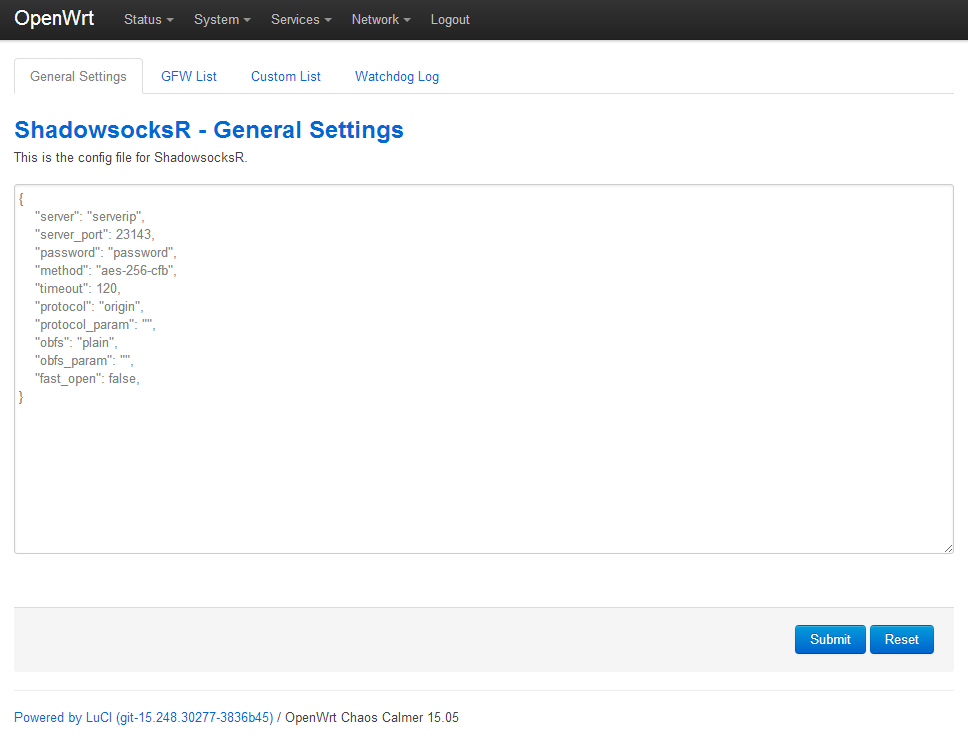 OpenWrt Status System Services Network Logout
General Settings GFW List Custom List Watchdog Log
ShadowsocksR - General Settings
This is the config file for ShadowsocksR.
{
"server": "serverip",
"server_port": 23143,
"password": "password",
"method": "aes-256-cfb",
"timeout": 120,
"protocol": "origin",
"protocol_param": "",
"obfs": "plain",
"obfs_param": "",
"fast_open": false,
}
Submit Reset
Powered by LuCI (git-15.248.30277-3836b45) / OpenWrt Chaos Calmer 15.05